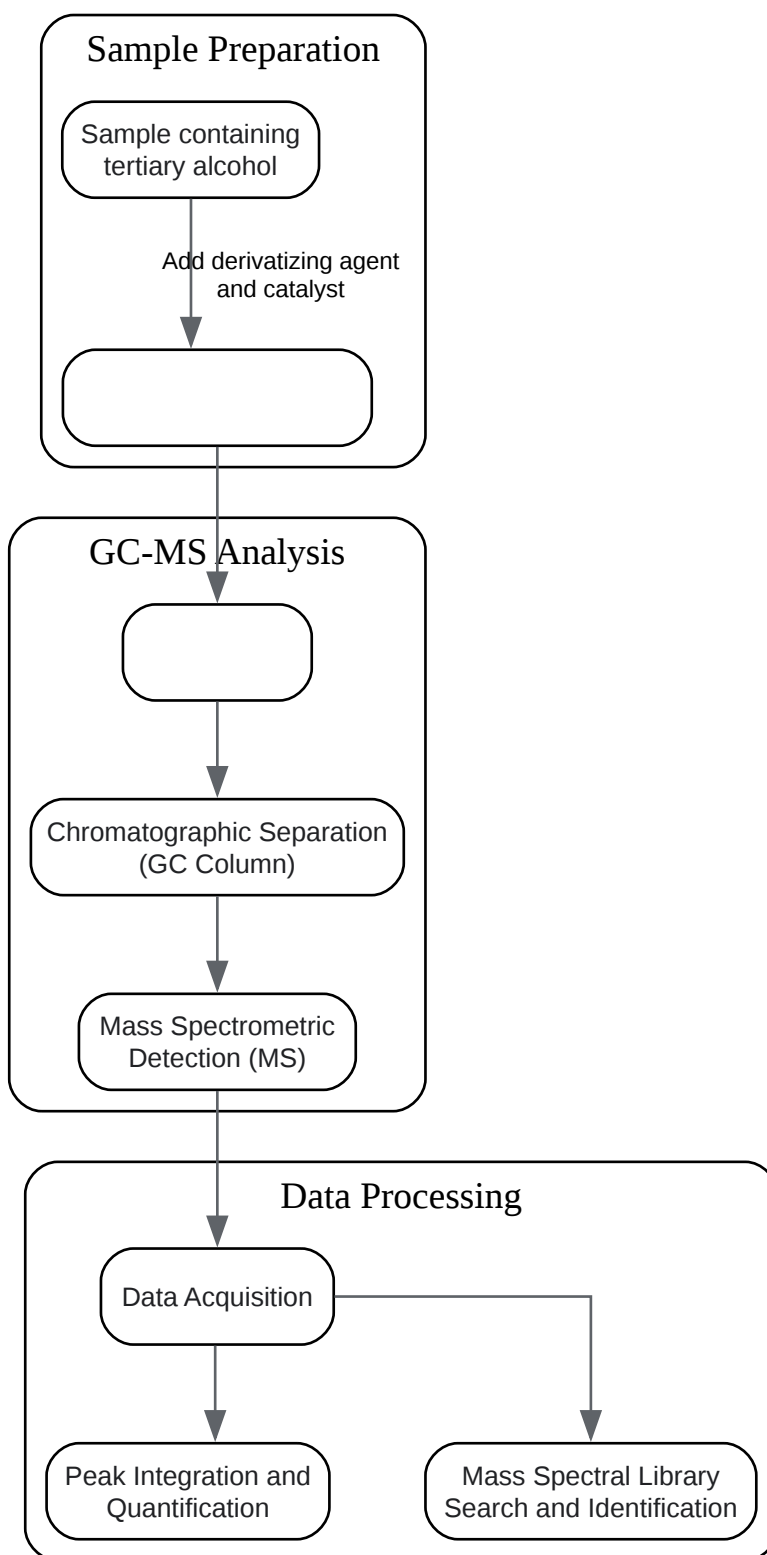 Sample Preparation
Sample containing
tertiary alcohol
Add derivatizing agent
and catalyst
GC-MS Analysis
Chromatographic Separation
(GC Column)
Mass Spectrometric
Detection (MS)
Data Processing
Data Acquisition
Peak Integration and
Quantification
Mass Spectral Library
Search and Identification